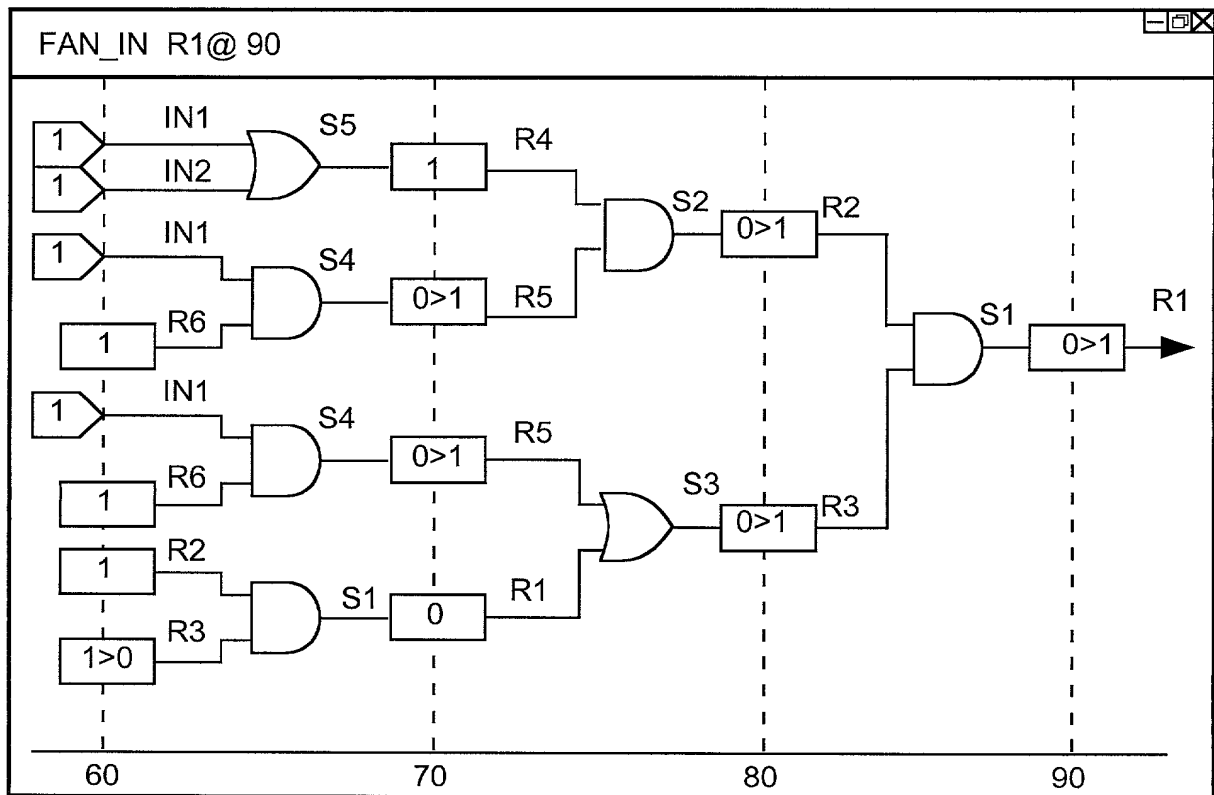 FAN_IN R1@ 90
1 IN1 S5 1 R4
1 IN2
S2 0>1 R2
1 IN1 S4 0>1 R5
1 R6
S1 0>1 R1
1 IN1 S4 0>1 R5
1 R6
S3 0>1 R3
1 R2
S1 0 R1
1>0 R3
60 70 80 90